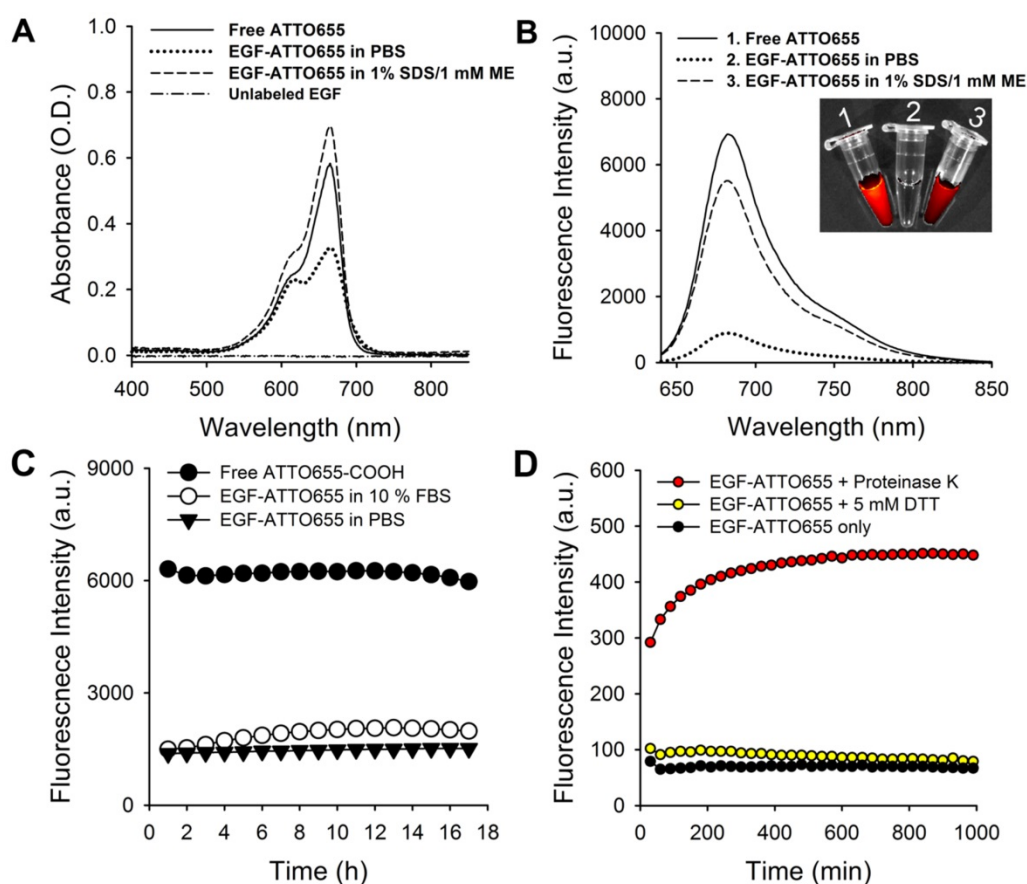 A
Free ATTO655
EGF-ATTO655 in PBS
EGF-ATTO655 in 1% SDS/1 mM ME
Unlabeled EGF
Absorbance (O.D.)
1.0
0.8
0.6
0.4
0.2
0.0
400 500 600 700 800
Wavelength (nm)
B
1. Free ATTO655
2. EGF-ATTO655 in PBS
3. EGF-ATTO655 in 1% SDS/1 mM ME
1 2 3
Fluorescence Intensity (a.u.)
10000
8000
6000
4000
2000
0
650 700 750 800 850
Wavelength (nm)
C
Free ATTO655-COOH
EGF-ATTO655 in 10 % FBS
EGF-ATTO655 in PBS
Fluorescnece Intensity (a.u.)
9000
6000
3000
0
0 2 4 6 8 10 12 14 16 18
Time (h)
D
EGF-ATTO655 + Proteinase K
EGF-ATTO655 + 5 mM DTT
EGF-ATTO655 only
Fluorescence Intensity (a.u.)
600
500
400
300
200
100
0
0 200 400 600 800 1000
Time (min)